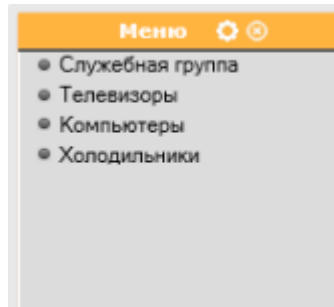 Меню
Служебная группа
Телевизоры
Компьютеры
Холодильники